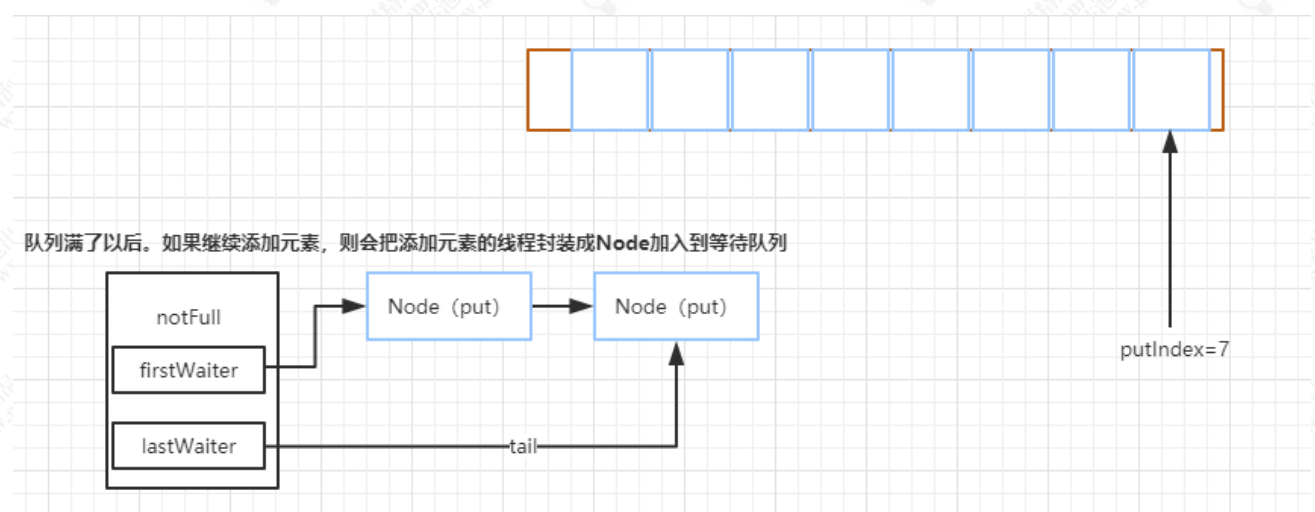 队列满了以后。如果继续添加元素，则会把添加元素的线程封装成Node加入到等待队列
notFull
Node（put）
Node（put）
firstWaiter
putIndex=7
lastWaiter
tail